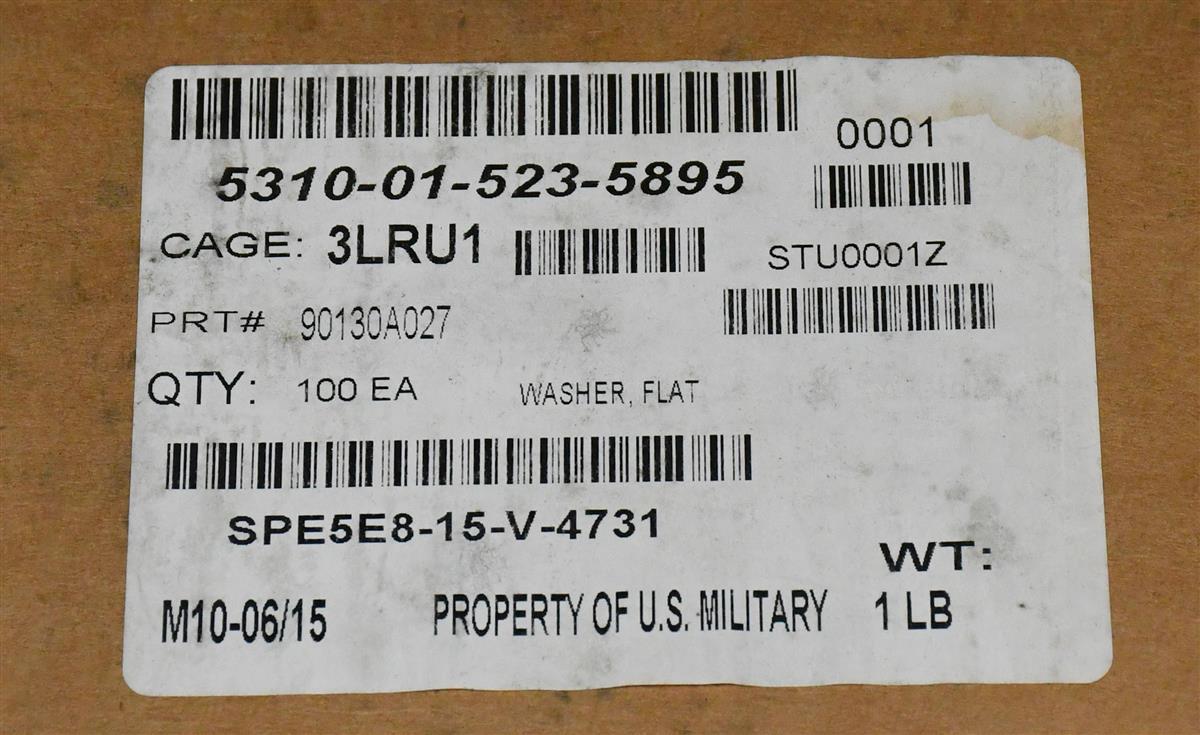 0001
5310-01-523-5895
CAGE: 3LRU1
STU0001Z
PRT# 90130A027
QTY: 100 EA WASHER, FLAT
SPE5E8-15-V-4731
WT:
M10-06/15 PROPERTY OF U.S. MILITARY 1 LB